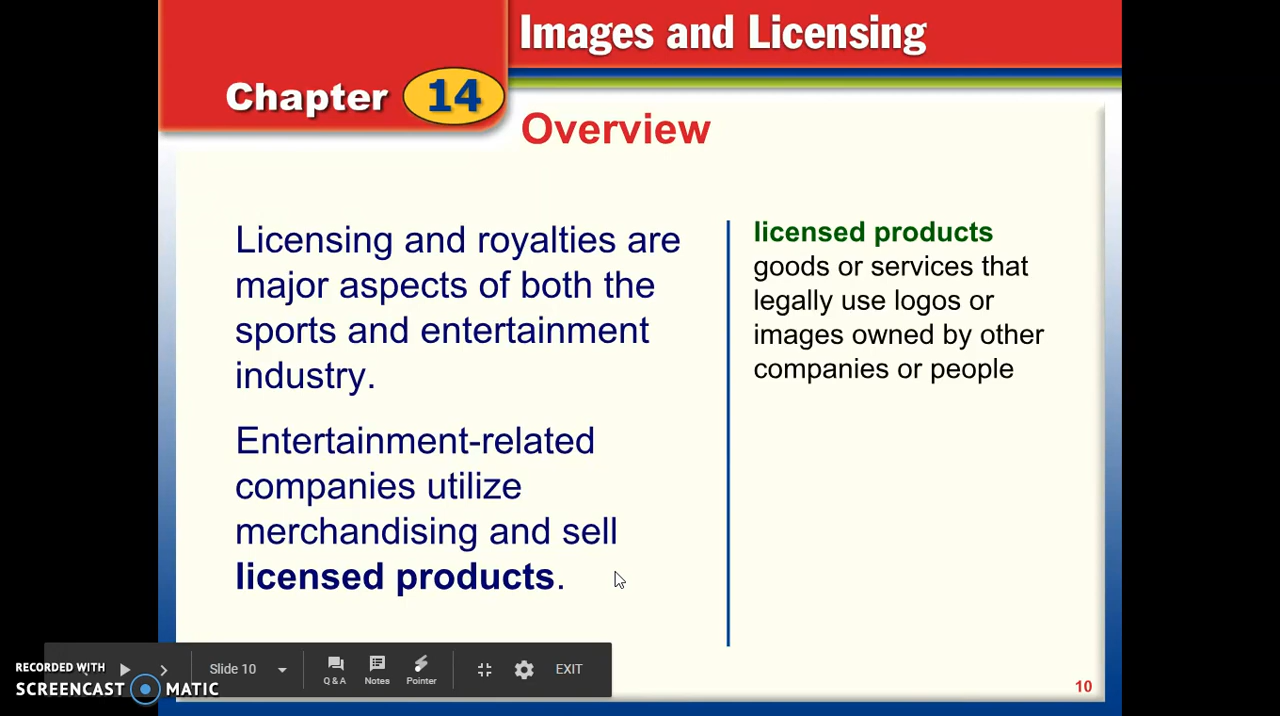 Images and Licensing
Chapter 14
Overview
Licensing and royalties are
major aspects of both the
sports and entertainment
industry.
Entertainment-related
companies utilize
merchandising and sell
licensed products.
licensed products
goods or services that
legally use logos or
images owned by other
companies or people
Slide 10
Q & A
Notes
Pointer
EXIT
RECORDED WITH
SCREENCAST MATIC
10